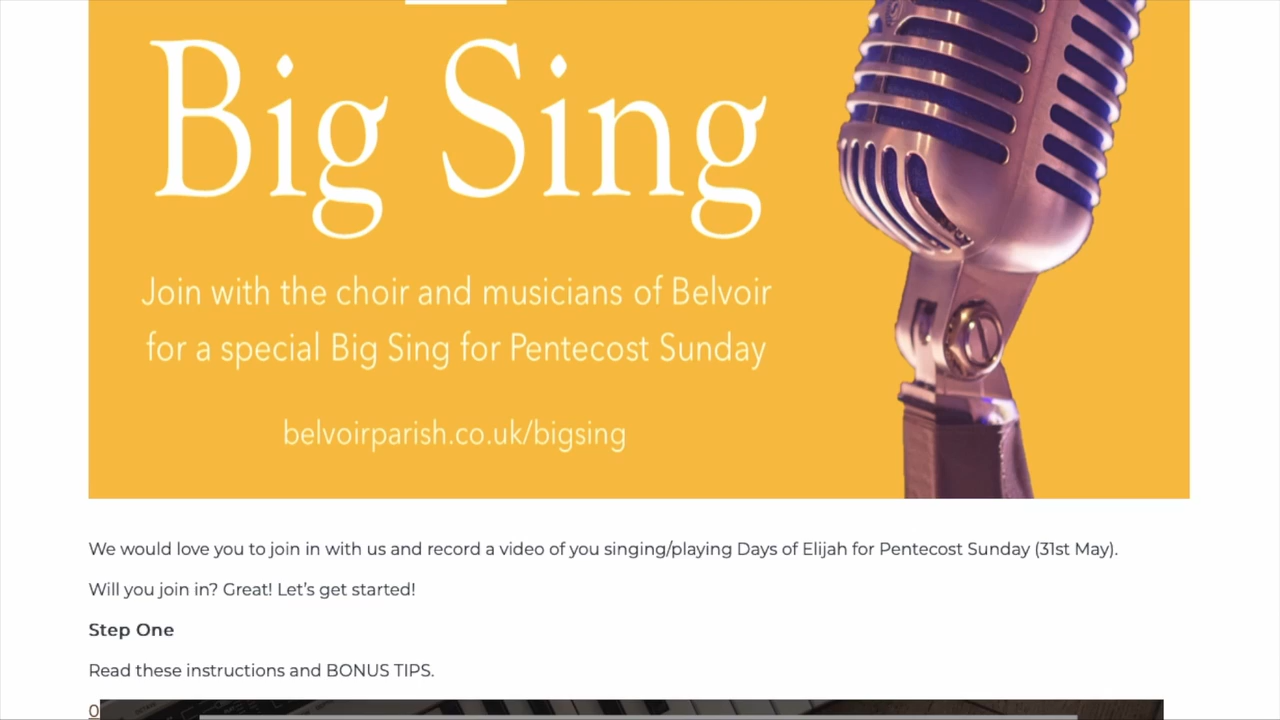 Big Sing
Join with the choir and musicians of Belvoir
for a special Big Sing for Pentecost Sunday
belvoirparish.co.uk/bigsing
We would love you to join in with us and record a video of you singing/playing Days of Elijah for Pentecost Sunday (31st May).
Will you join in? Great! Let’s get started!
Step One
Read these instructions and BONUS TIPS.